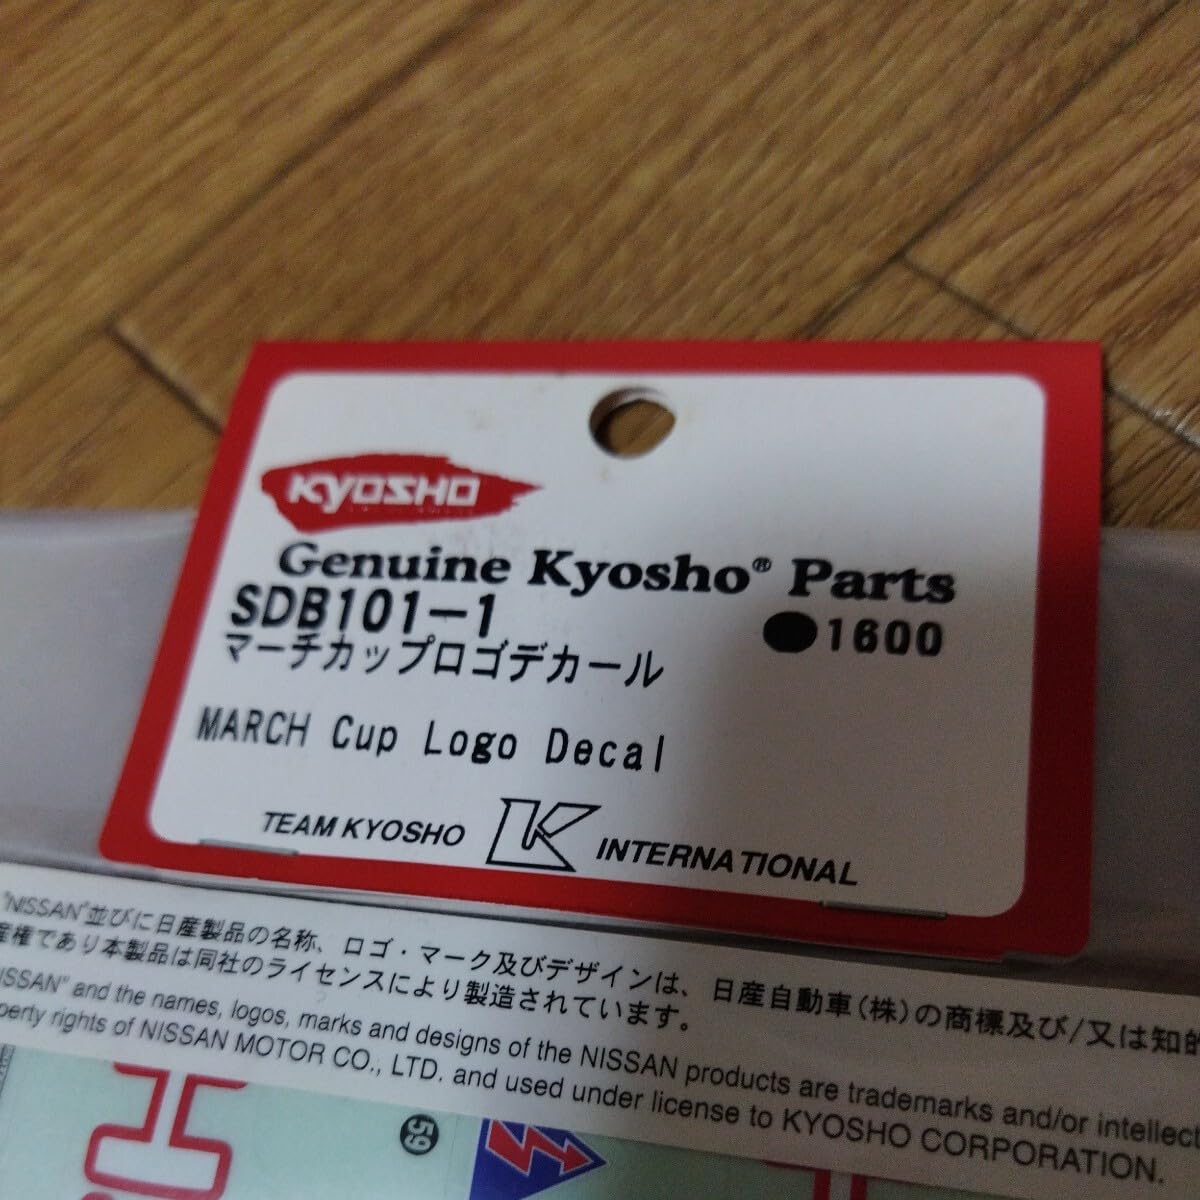 KYOSHO
Genuine Kyosho® Parts
SDB101-1
●1600
マーチカップロゴデカール
MARCH Cup Logo Decal
TEAM KYOSHO K INTERNATIONAL
"NISSAN"並びに日産製品の名称、ロゴ・マーク及びデザインは、日産自動車(株)の商標及び/又は知的
産権であり本製品は同社のライセンスにより製造されています。
ISSAN" and the names, logos, marks and designs of the NISSAN products are trademarks and/or intellect
perty rights of NISSAN MOTOR CO., LTD. and used under license to KYOSHO CORPORATION.
59